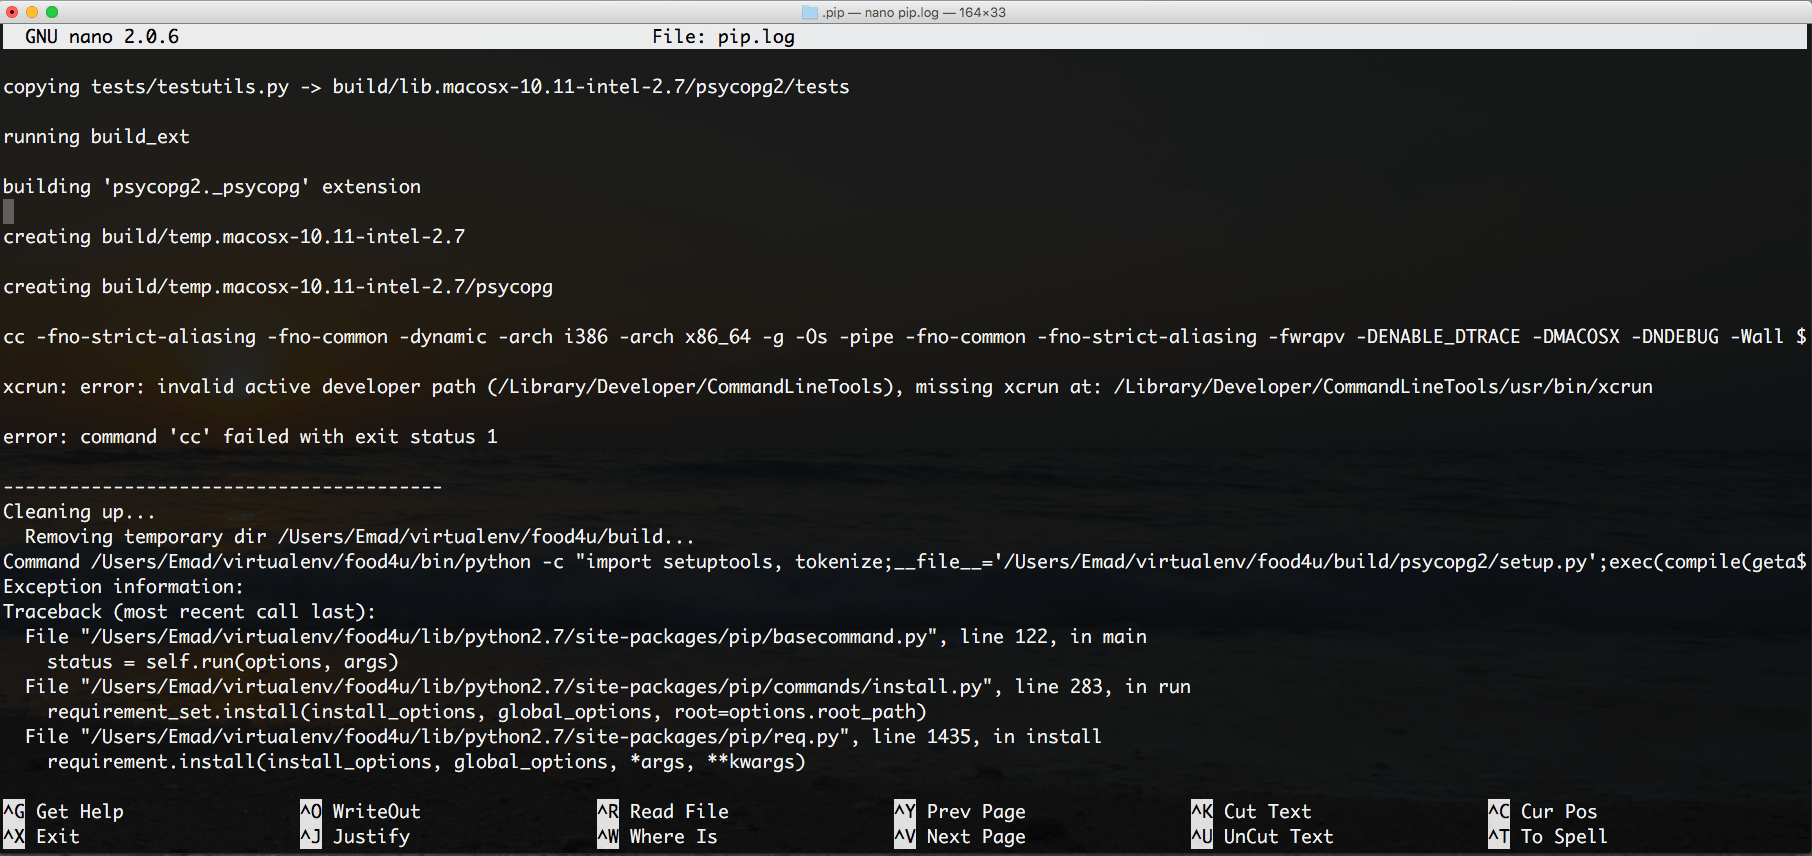 .pip — nano pip.log — 164×33
GNU nano 2.0.6 File: pip.log
copying tests/testutils.py -> build/lib.macosx-10.11-intel-2.7/psycopg2/tests
running build_ext
building 'psycopg2._psycopg' extension
creating build/temp.macosx-10.11-intel-2.7
creating build/temp.macosx-10.11-intel-2.7/psycopg
cc -fno-strict-aliasing -fno-common -dynamic -arch i386 -arch x86_64 -g -Os -pipe -fno-common -fno-strict-aliasing -fwrapv -DENABLE_DTRACE -DMACOSX -DNDEBUG -Wall $
xcrun: error: invalid active developer path (/Library/Developer/CommandLineTools), missing xcrun at: /Library/Developer/CommandLineTools/usr/bin/xcrun
error: command 'cc' failed with exit status 1
----------------------------------------
Cleaning up...
Removing temporary dir /Users/Emad/virtualenv/food4u/build...
Command /Users/Emad/virtualenv/food4u/bin/python -c "import setuptools, tokenize;__file__='/Users/Emad/virtualenv/food4u/build/psycopg2/setup.py';exec(compile(geta$
Exception information:
Traceback (most recent call last):
File "/Users/Emad/virtualenv/food4u/lib/python2.7/site-packages/pip/basecommand.py", line 122, in main
status = self.run(options, args)
File "/Users/Emad/virtualenv/food4u/lib/python2.7/site-packages/pip/commands/install.py", line 283, in run
requirement_set.install(install_options, global_options, root=options.root_path)
File "/Users/Emad/virtualenv/food4u/lib/python2.7/site-packages/pip/req.py", line 1435, in install
requirement.install(install_options, global_options, *args, **kwargs)
^G Get Help ^O WriteOut ^R Read File ^Y Prev Page ^K Cut Text ^C Cur Pos
^X Exit ^J Justify ^W Where Is ^V Next Page ^U UnCut Text ^T To Spell